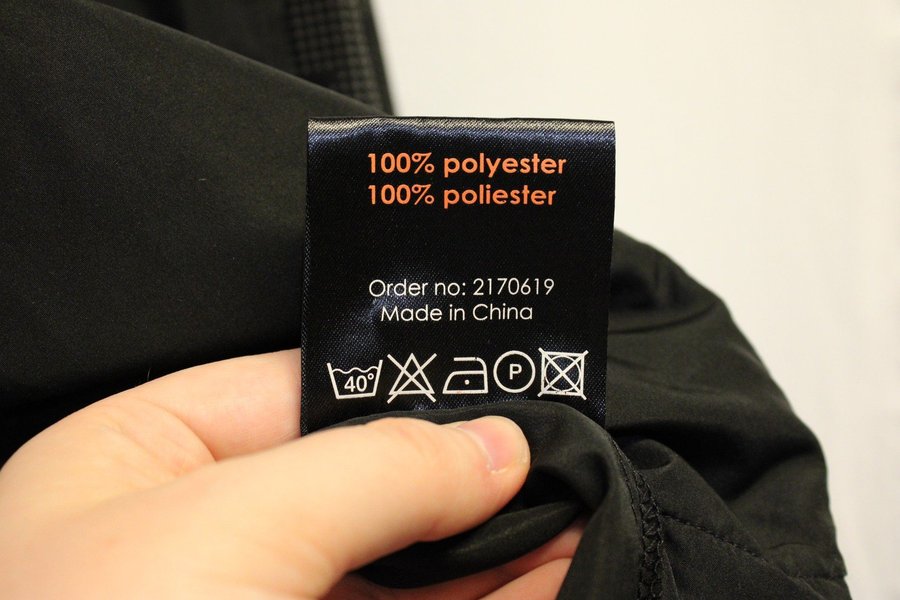 100% polyester
100% poliester
Order no: 2170619
Made in China
40° P